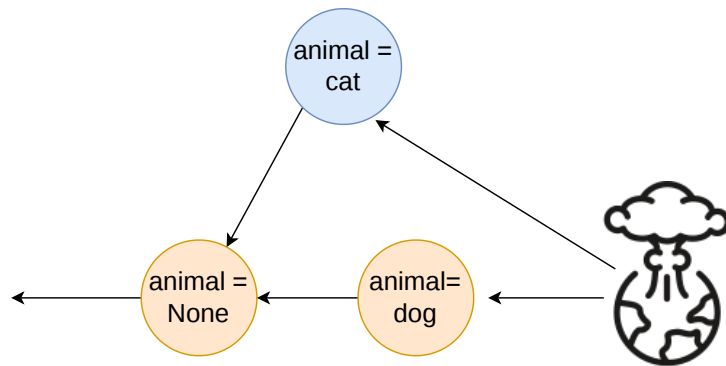 animal =
cat
animal =
None
animal=
dog